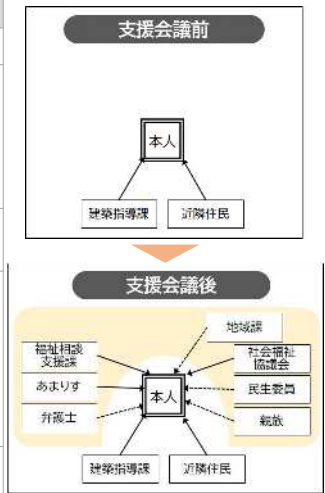 支援会議前
本人
建築指導課
近隣住民
支援会議後
地域課
福祉相談
支援課
社会福祉
協議会
あまりす
本人
民生委員
弁護士
親族
建築指導課
近隣住民